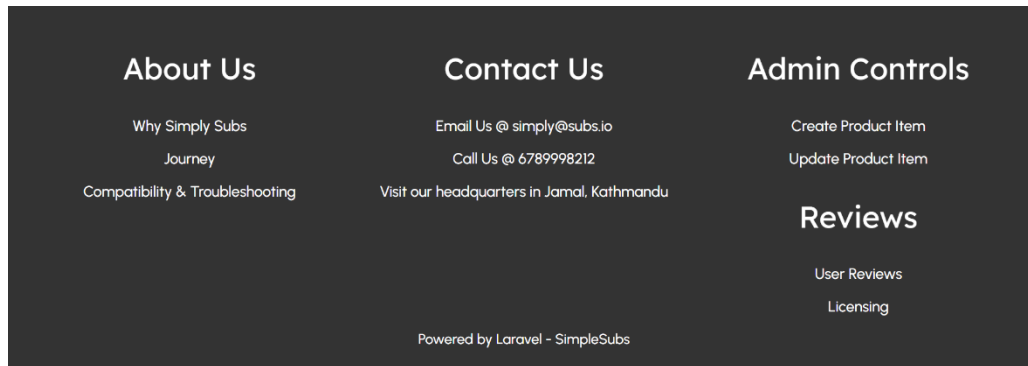 About Us
Why Simply Subs
Journey
Compatibility & Troubleshooting
Contact Us
Email Us @ simply@subs.io
Call Us @ 6789998212
Visit our headquarters in Jamal, Kathmandu
Admin Controls
Create Product Item
Update Product Item
Reviews
User Reviews
Licensing
Powered by Laravel - SimpleSubs